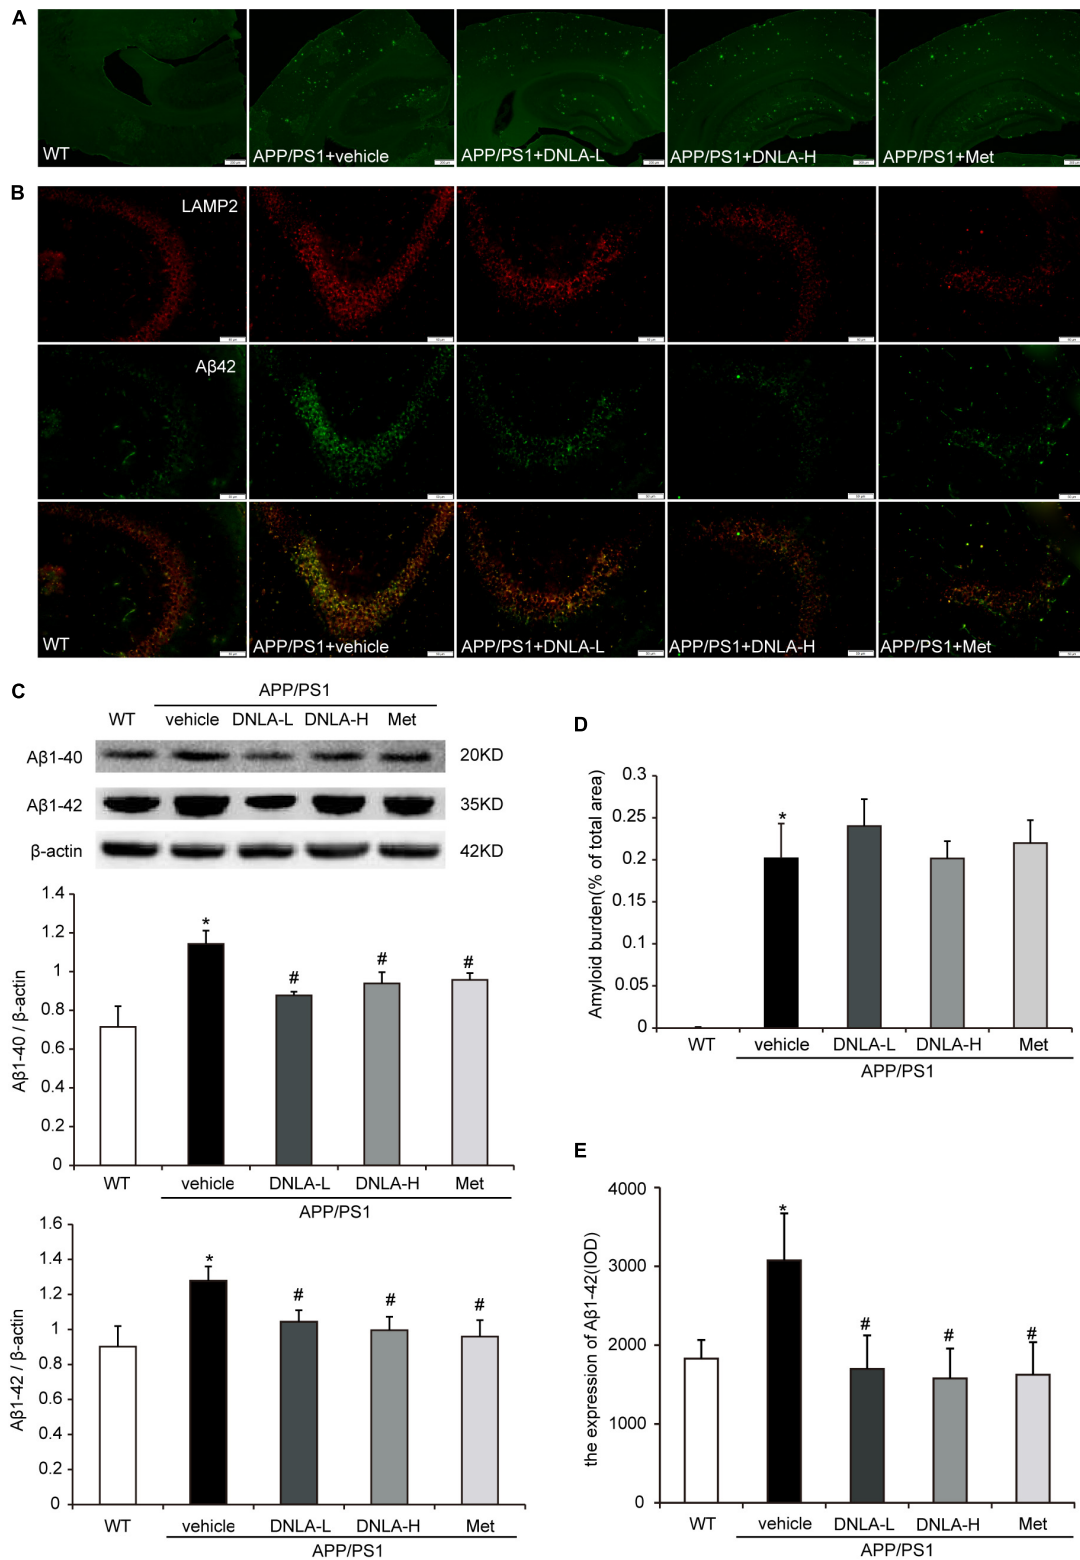 A
WT
APP/PS1+vehicle
APP/PS1+DNLA-L
APP/PS1+DNLA-H
APP/PS1+Met
B
LAMP2
Aβ42
WT
APP/PS1+vehicle
APP/PS1+DNLA-L
APP/PS1+DNLA-H
APP/PS1+Met
C
APP/PS1
WT vehicle DNLA-L DNLA-H Met
Aβ1-40 20KD
Aβ1-42 35KD
β-actin 42KD
Aβ1-40 / β-actin
1.4
1.2
1
0.8
0.6
0.4
0.2
0
* # # #
WT vehicle DNLA-L DNLA-H Met
APP/PS1
Aβ1-42 / β-actin
1.6
1.4
1.2
1
0.8
0.6
0.4
0.2
0
* # # #
WT vehicle DNLA-L DNLA-H Met
APP/PS1
D
Amyloid burden(% of total area)
0.3
0.25
0.2
0.15
0.1
0.05
0
*
WT vehicle DNLA-L DNLA-H Met
APP/PS1
E
the expression of Aβ1-42(IOD)
4000
3000
2000
1000
0
* # # #
WT vehicle DNLA-L DNLA-H Met
APP/PS1